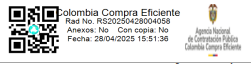 Colombia Compra Eficiente
Rad No. RS20250428004058
Anexos: No Con copia: No
Fecha: 28/04/2025 15:51:36
Agencia Nacional
de Contratación Pública
Colombia Compra Eficiente